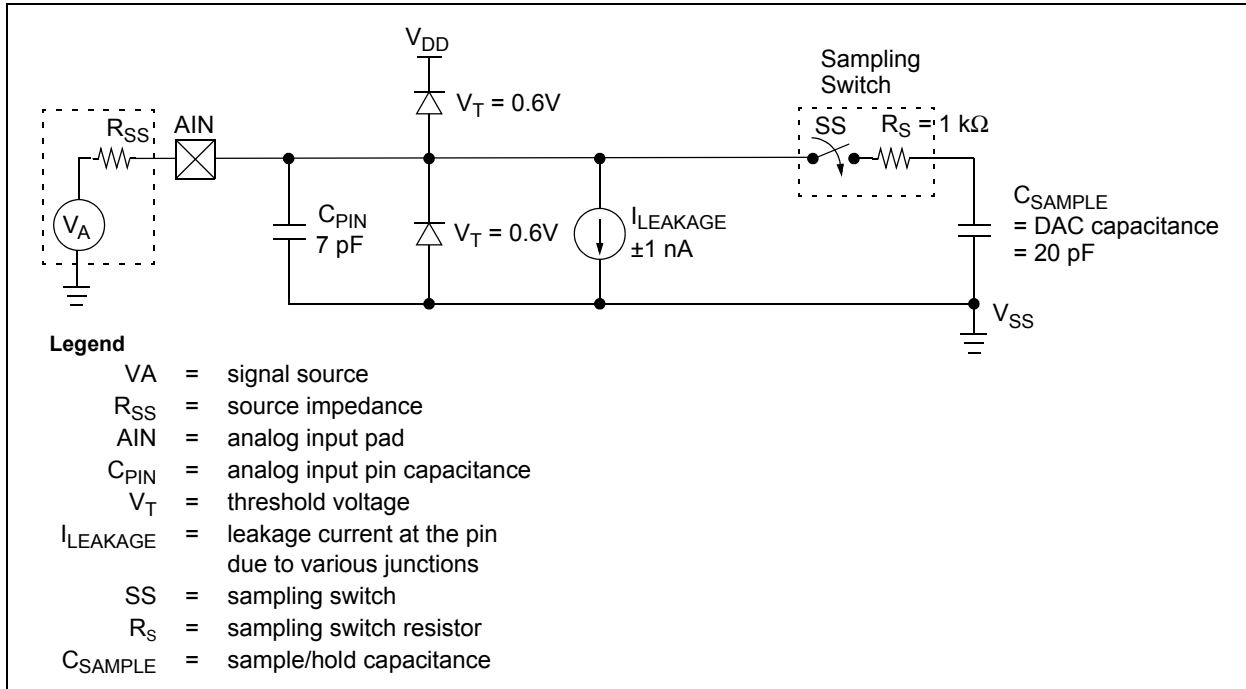 V_DD
Sampling
Switch
V_T = 0.6V
R_SS
AIN
SS
R_S = 1 kΩ
V_A
C_PIN
7 pF
V_T = 0.6V
I_LEAKAGE
±1 nA
C_SAMPLE
= DAC capacitance
= 20 pF
V_SS
Legend
VA = signal source
R_SS = source impedance
AIN = analog input pad
C_PIN = analog input pin capacitance
V_T = threshold voltage
I_LEAKAGE = leakage current at the pin
due to various junctions
SS = sampling switch
R_S = sampling switch resistor
C_SAMPLE = sample/hold capacitance